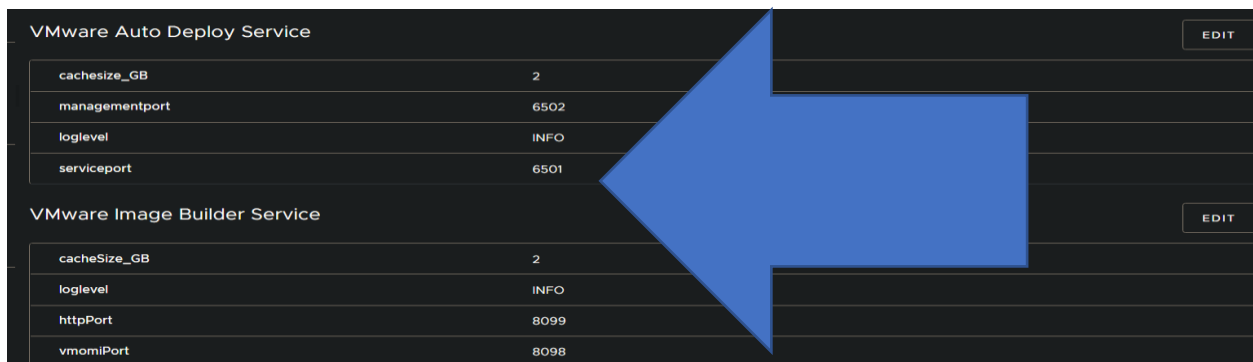 VMware Auto Deploy Service EDIT
cachesize_GB 2
managementport 6502
loglevel INFO
serviceport 6501
VMware Image Builder Service EDIT
cacheSize_GB 2
loglevel INFO
httpPort 8099
vmomiPort 8098